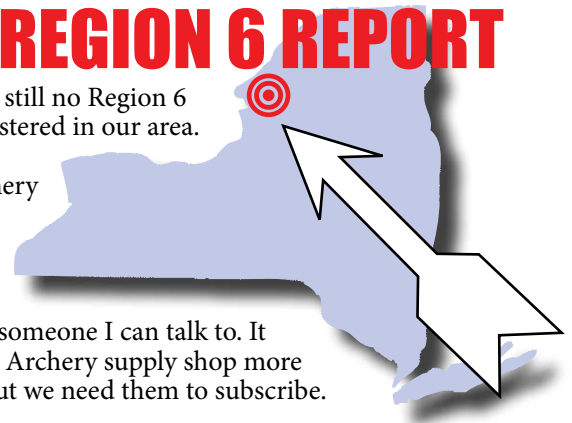 REGION 6 REPORT
still no Region 6
stered in our area.
nery
someone I can talk to. It
Archery supply shop more
ut we need them to subscribe.